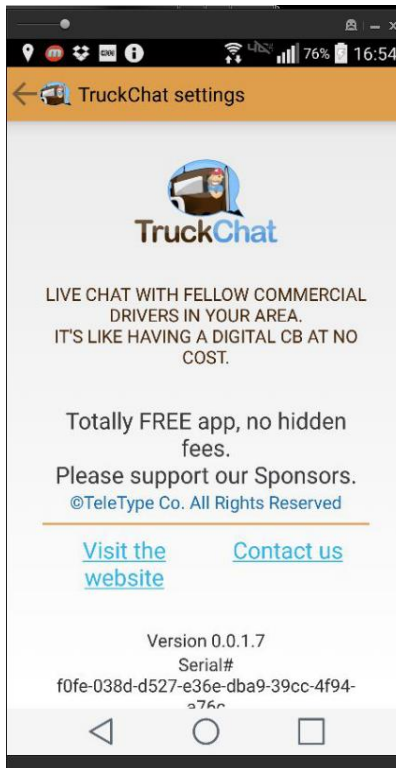 76% 16:54
TruckChat settings
TruckChat
LIVE CHAT WITH FELLOW COMMERCIAL
DRIVERS IN YOUR AREA.
IT'S LIKE HAVING A DIGITAL CB AT NO
COST.
Totally FREE app, no hidden
fees.
Please support our Sponsors.
©TeleType Co. All Rights Reserved
Visit the
website
Contact us
Version 0.0.1.7
Serial#
f0fe-038d-d527-e36e-dba9-39cc-4f94-
a76c